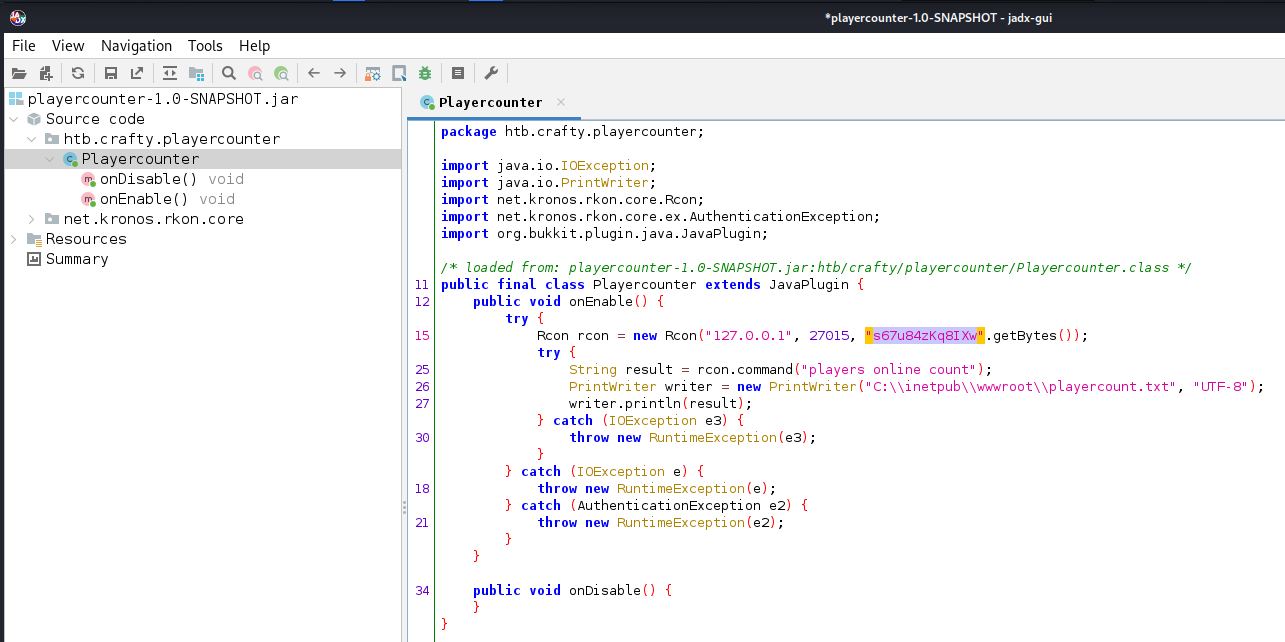 *playercounter-1.0-SNAPSHOT - jadx-gui
File View Navigation Tools Help
playercounter-1.0-SNAPSHOT.jar
Source code
htb.crafty.playercounter
Playercounter
onDisable() void
onEnable() void
net.kronos.rkon.core
Resources
Summary
Playercounter
package htb.crafty.playercounter;
import java.io.IOException;
import java.io.PrintWriter;
import net.kronos.rkon.core.Rcon;
import net.kronos.rkon.core.ex.AuthenticationException;
import org.bukkit.plugin.java.JavaPlugin;
/* loaded from: playercounter-1.0-SNAPSHOT.jar:htb/crafty/playercounter/Playercounter.class */
11 public final class Playercounter extends JavaPlugin {
12 public void onEnable() {
try {
15 Rcon rcon = new Rcon("127.0.0.1", 27015, "s67u84zKq8IXw".getBytes());
try {
25 String result = rcon.command("players online count");
26 PrintWriter writer = new PrintWriter("C:\\inetpub\\wwwroot\\playercount.txt", "UTF-8");
27 writer.println(result);
} catch (IOException e3) {
30 throw new RuntimeException(e3);
}
} catch (IOException e) {
18 throw new RuntimeException(e);
} catch (AuthenticationException e2) {
21 throw new RuntimeException(e2);
}
}
34 public void onDisable() {
}
}